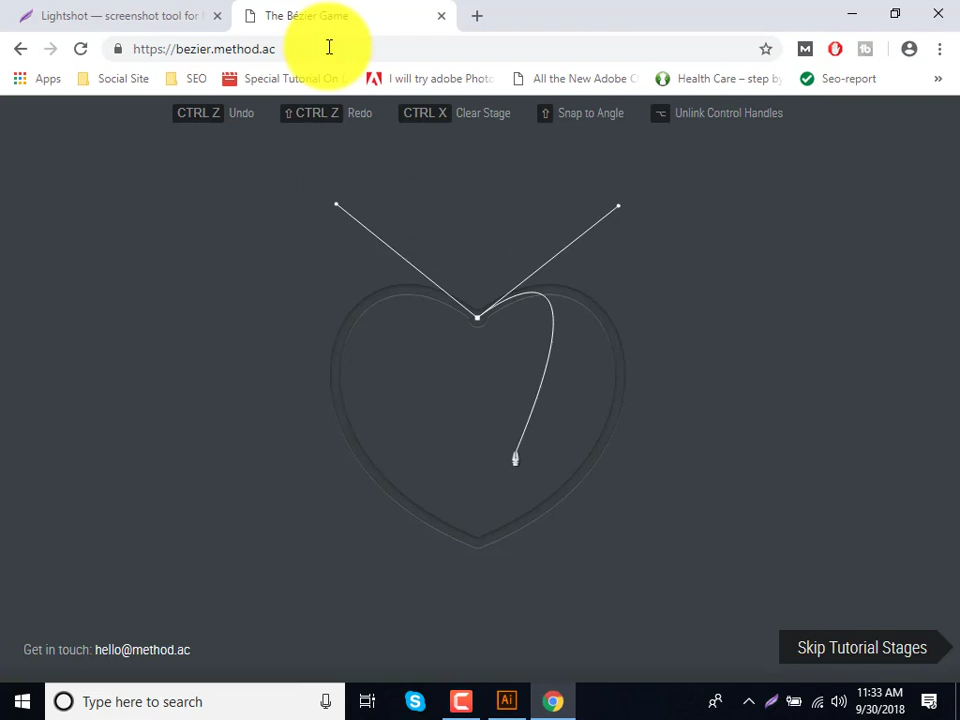 Lightshot — screenshot tool for
The Bézier Game
https://bezier.method.ac
M
tb
Apps
Social Site
SEO
Special Tutorial On
I will try adobe Photo
All the New Adobe
Health Care – step by
Seo-report
»
CTRL Z Undo
⇧ CTRL Z Redo
CTRL X Clear Stage
⇧ Snap to Angle
⌥ Unlink Control Handles
Get in touch: hello@method.ac
Skip Tutorial Stages
Type here to search
Ai
11:33 AM
9/30/2018